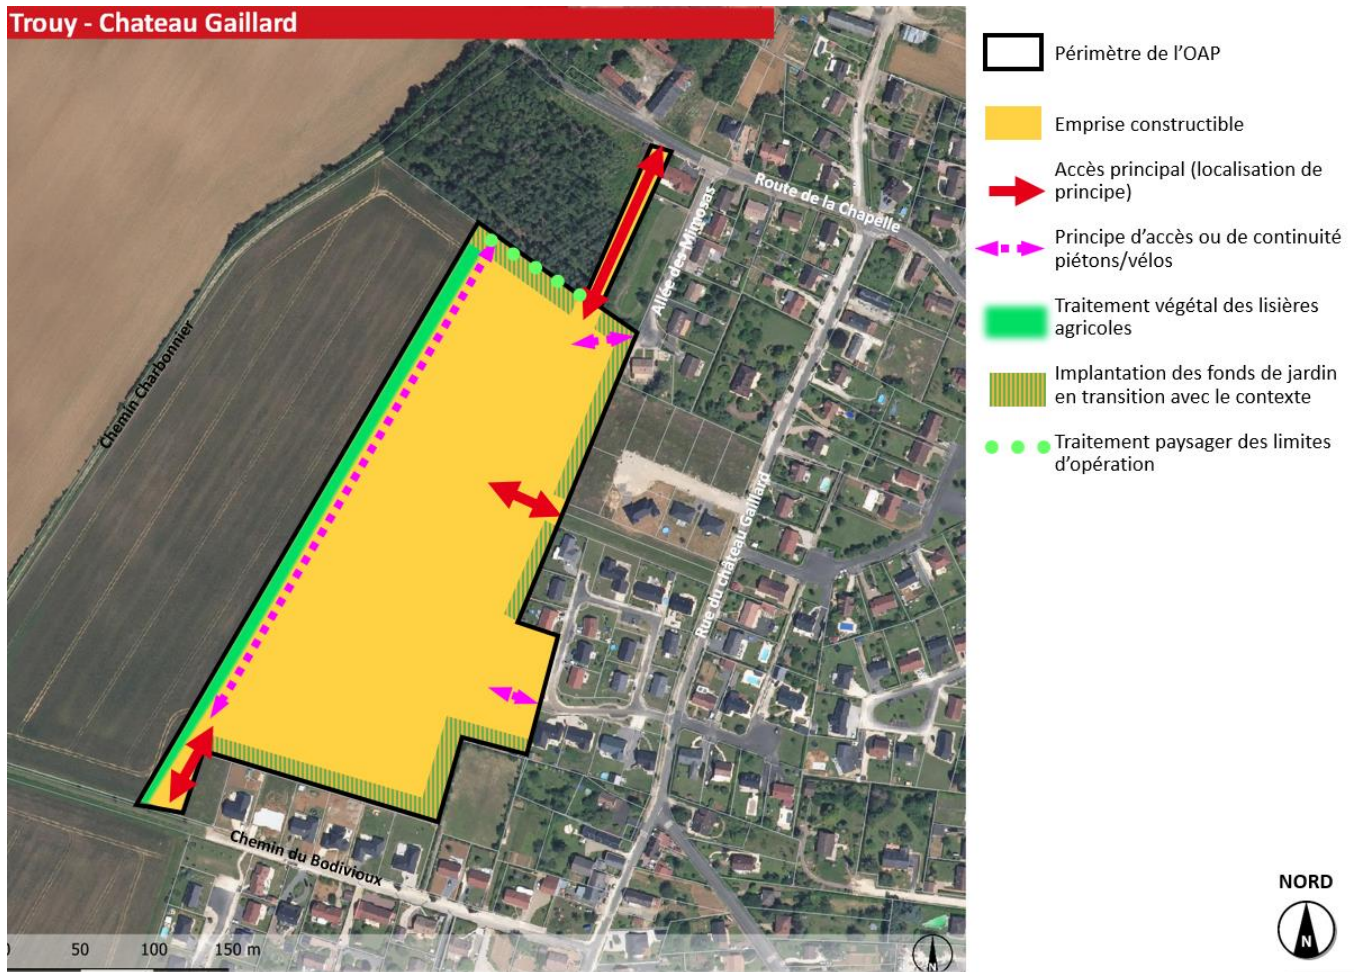 Trouy - Chateau Gaillard
Périmètre de l’OAP
Emprise constructible
Accès principal (localisation de
principe)
Principe d’accès ou de continuité
piétons/vélos
Traitement végétal des lisières
agricoles
Implantation des fonds de jardin
en transition avec le contexte
Traitement paysager des limites
d’opération
Route de la Chapelle
Allée des Mimosas
Chemin Charbonnier
Rue du château Gaillard
Chemin du Bodivioux
0 50 100 150 m
N
NORD
N